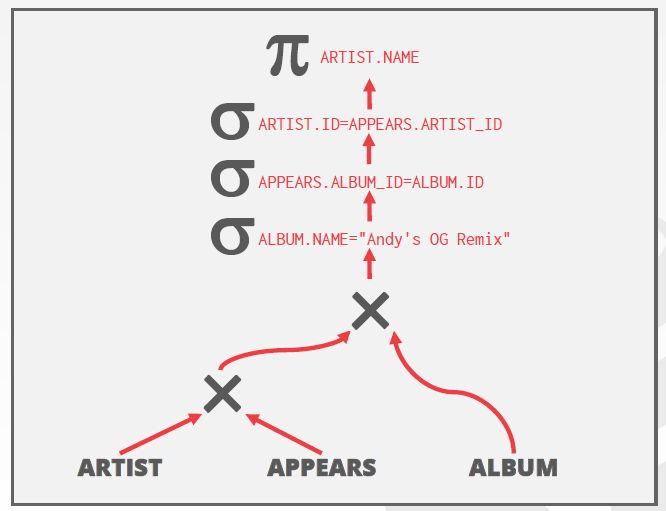 π ARTIST.NAME
σ ARTIST.ID=APPEARS.ARTIST_ID
σ APPEARS.ALBUM_ID=ALBUM.ID
σ ALBUM.NAME="Andy's OG Remix"
×
×
ARTIST APPEARS ALBUM